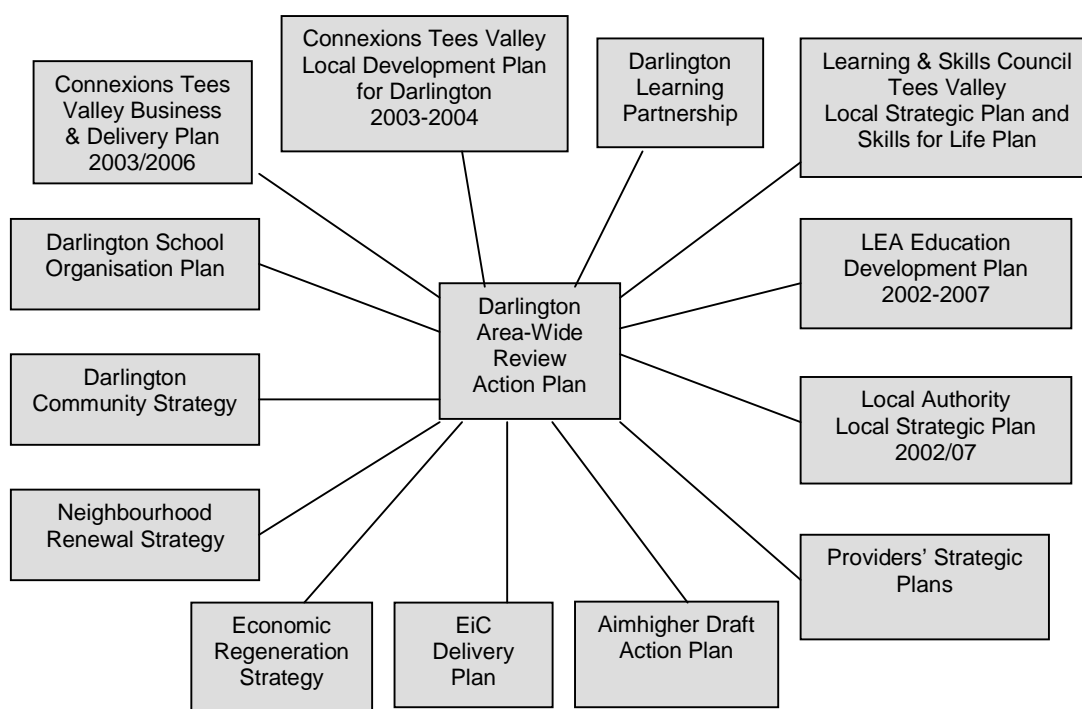 Connexions Tees
Valley Business
& Delivery Plan
2003/2006
Connexions Tees Valley
Local Development Plan
for Darlington
2003-2004
Darlington
Learning
Partnership
Learning & Skills Council
Tees Valley
Local Strategic Plan and
Skills for Life Plan
Darlington School
Organisation Plan
LEA Education
Development Plan
2002-2007
Darlington
Area-Wide
Review
Action Plan
Darlington
Community Strategy
Local Authority
Local Strategic Plan
2002/07
Neighbourhood
Renewal Strategy
Providers’ Strategic
Plans
Economic
Regeneration
Strategy
EiC
Delivery
Plan
Aimhigher Draft
Action Plan